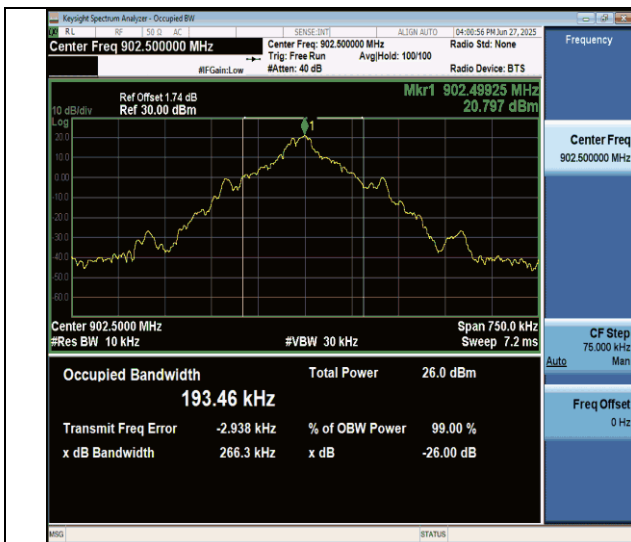 Keysight Spectrum Analyzer - Occupied BW
RL RF 50 Ω AC SENSE:INT ALIGN AUTO 04:00:56 PM Jun 27, 2025
Center Freq 902.500000 MHz
Center Freq: 902.500000 MHz
Radio Std: None
Trig: Free Run Avg|Hold: 100/100
#IFGain:Low #Atten: 40 dB
Radio Device: BTS
Frequency
Mkr1 902.49925 MHz
20.797 dBm
Ref Offset 1.74 dB
10 dB/div Ref 30.00 dBm
Log
1
20.0
10.0
0.00
-10.0
-20.0
-30.0
-40.0
-50.0
-60.0
Center 902.5000 MHz Span 750.0 kHz
#Res BW 10 kHz #VBW 30 kHz Sweep 7.2 ms
Center Freq
902.500000 MHz
CF Step
75.000 kHz
Auto Man
Freq Offset
0 Hz
Occupied Bandwidth
193.46 kHz
Total Power 26.0 dBm
Transmit Freq Error -2.938 kHz % of OBW Power 99.00 %
x dB Bandwidth 266.3 kHz x dB -26.00 dB
MSG STATUS